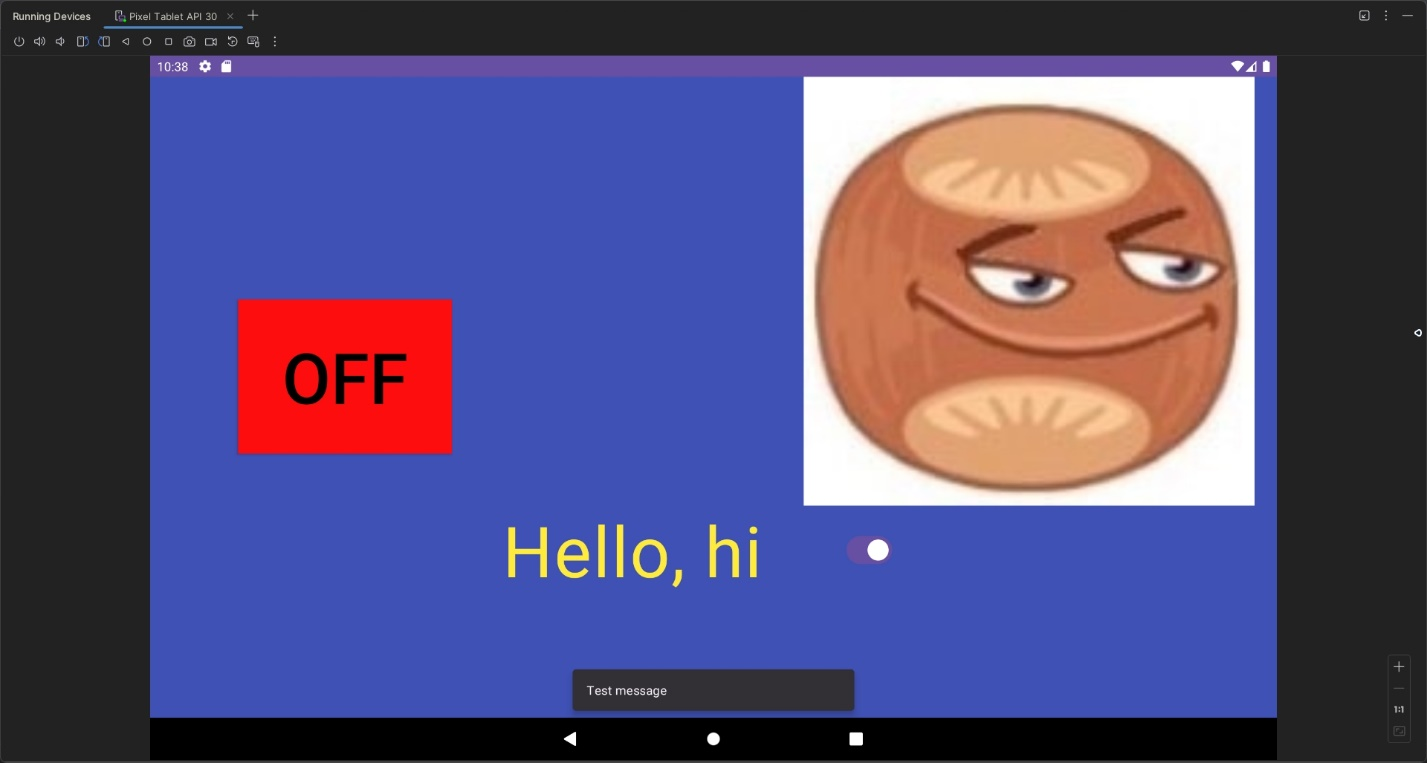 Running Devices Pixel Tablet API 30
10:38
OFF
Hello, hi
Test message
1:1